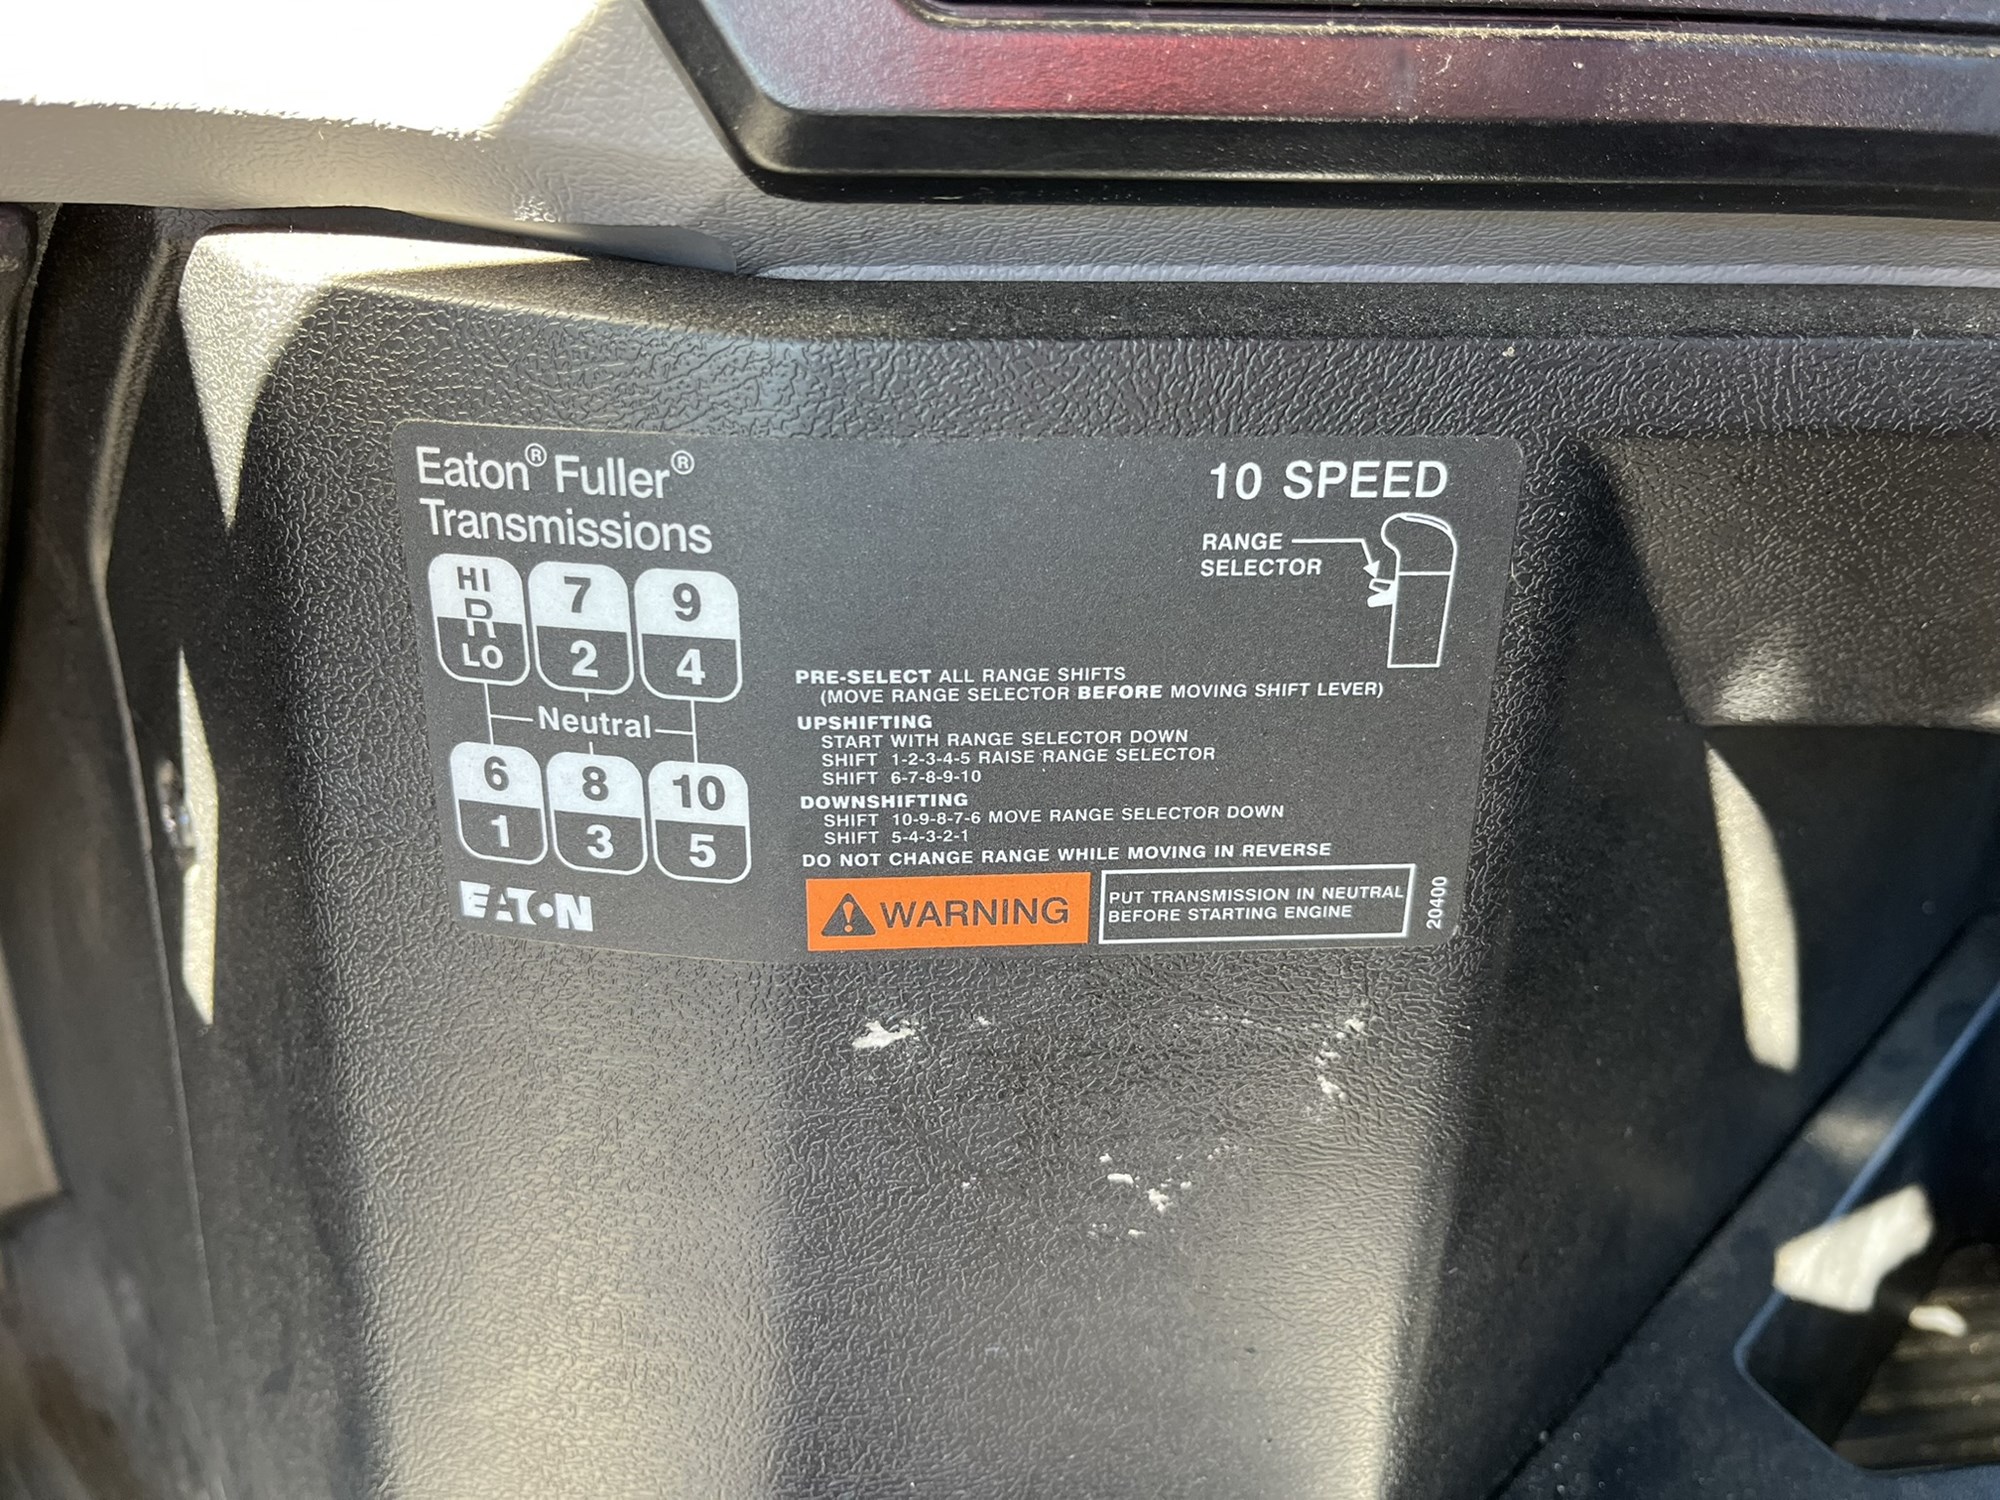 Eaton® Fuller®
Transmissions
HI
R
LO
7
2
9
4
Neutral
6
1
8
3
10
5
EATON
10 SPEED
RANGE
SELECTOR
PRE-SELECT ALL RANGE SHIFTS
(MOVE RANGE SELECTOR BEFORE MOVING SHIFT LEVER)
UPSHIFTING
START WITH RANGE SELECTOR DOWN
SHIFT 1-2-3-4-5 RAISE RANGE SELECTOR
SHIFT 6-7-8-9-10
DOWNSHIFTING
SHIFT 10-9-8-7-6 MOVE RANGE SELECTOR DOWN
SHIFT 5-4-3-2-1
DO NOT CHANGE RANGE WHILE MOVING IN REVERSE
WARNING
PUT TRANSMISSION IN NEUTRAL
BEFORE STARTING ENGINE
20400